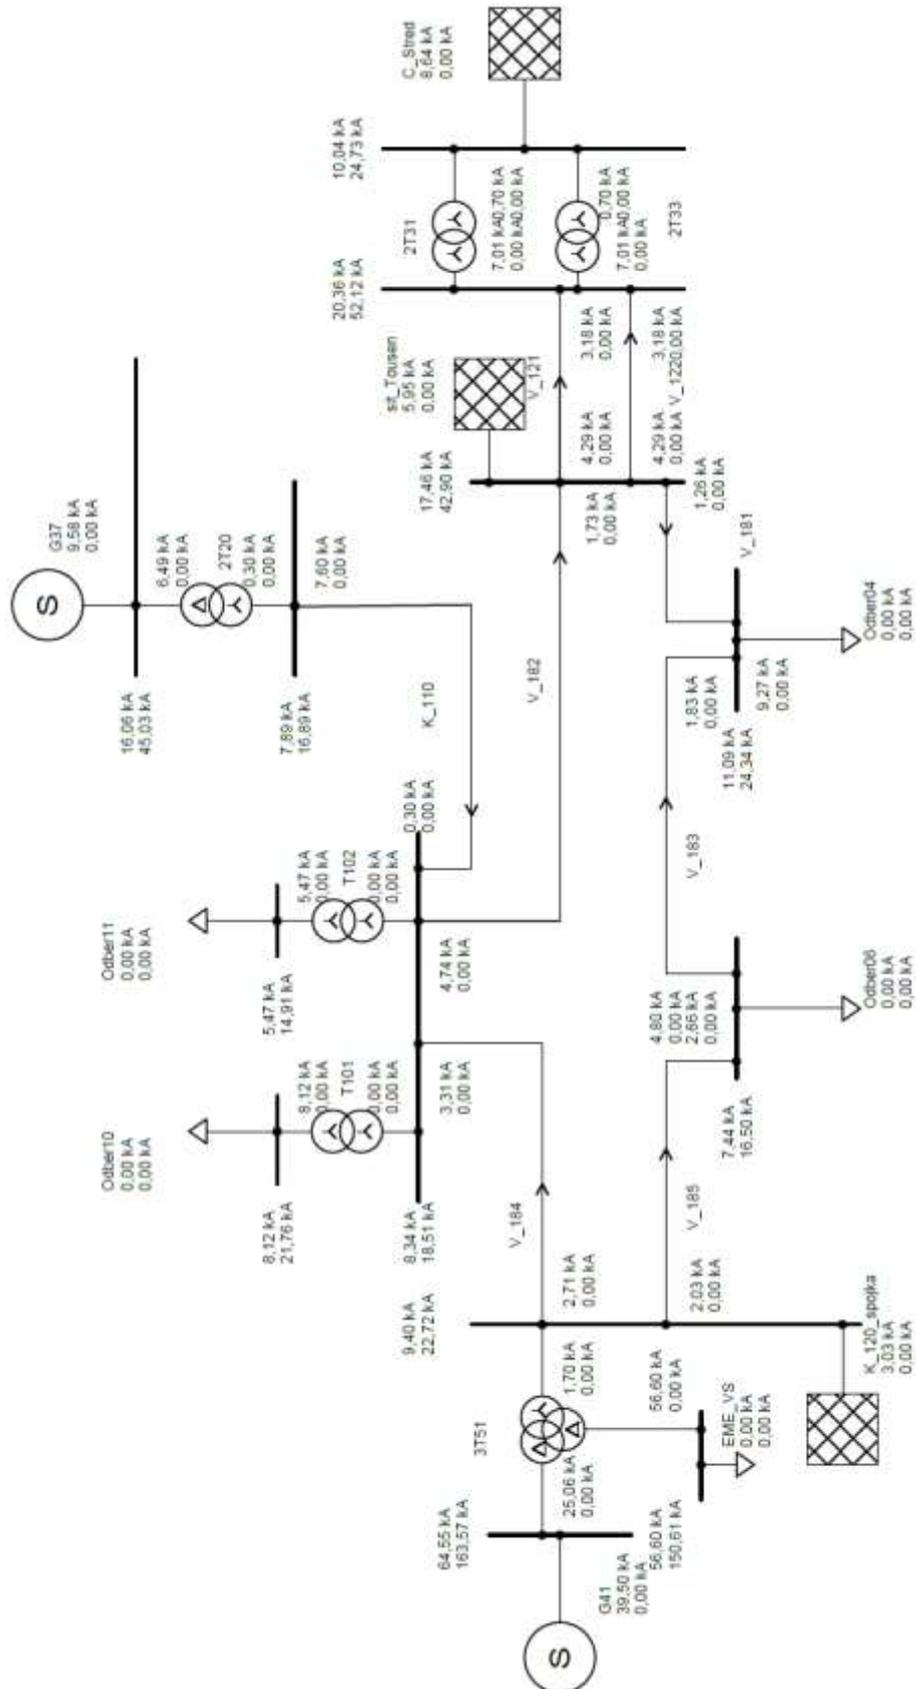 C_Stred
8,64 kA
0,00 kA
10,04 kA
24,73 kA
2T31
7,01 kA0,70 kA
0,00 kA0,00 kA
0,70 kA
7,01 kA0,00 kA
0,00 kA
2T33
20,36 kA
52,12 kA
sit_Tousen
5,95 kA
0,00 kA
V_121
3,18 kA
0,00 kA
3,18 kA
V_1220,00 kA
4,29 kA
0,00 kA
4,29 kA
0,00 kA
17,46 kA
42,90 kA
1,73 kA
0,00 kA
1,26 kA
0,00 kA
V_181
G37
9,58 kA
0,00 kA
6,49 kA
0,00 kA
2T20
0,30 kA
0,00 kA
7,60 kA
0,00 kA
16,06 kA
45,03 kA
7,89 kA
16,89 kA
K_110
V_182
Odber04
0,00 kA
0,00 kA
1,83 kA
0,00 kA
9,27 kA
0,00 kA
11,09 kA
24,34 kA
0,30 kA
0,00 kA
V_183
Odber11
0,00 kA
0,00 kA
5,47 kA
0,00 kA
T102
0,00 kA
0,00 kA
5,47 kA
14,91 kA
4,74 kA
0,00 kA
4,80 kA
0,00 kA
2,66 kA
0,00 kA
Odber06
0,00 kA
0,00 kA
7,44 kA
16,50 kA
Odber10
0,00 kA
0,00 kA
8,12 kA
0,00 kA
T101
0,00 kA
0,00 kA
3,31 kA
0,00 kA
8,12 kA
21,76 kA
8,34 kA
18,51 kA
V_184
V_185
9,40 kA
22,72 kA
2,71 kA
0,00 kA
2,03 kA
0,00 kA
K_120_spojka
3,03 kA
0,00 kA
3T51
1,70 kA
0,00 kA
56,60 kA
0,00 kA
EME_VS
0,00 kA
0,00 kA
25,06 kA
0,00 kA
64,55 kA
163,57 kA
56,60 kA
150,61 kA
G41
39,50 kA
0,00 kA
S
S